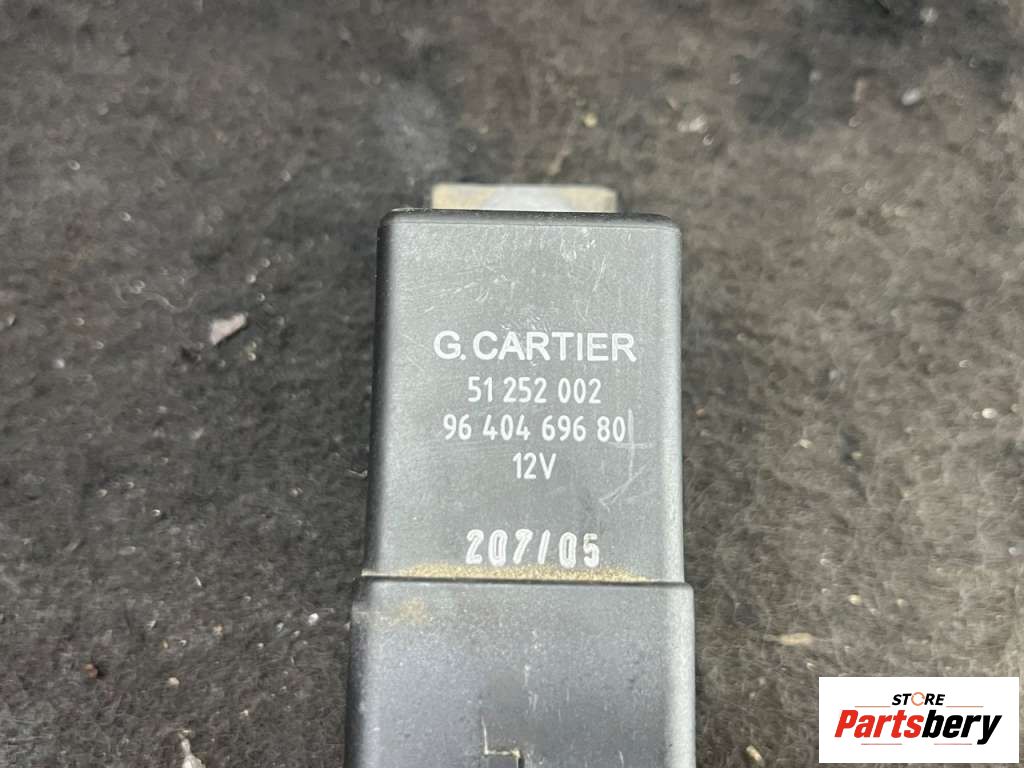 G. CARTIER
51 252 002
96 404 696 80
12V
207/05
STORE
Partsbery